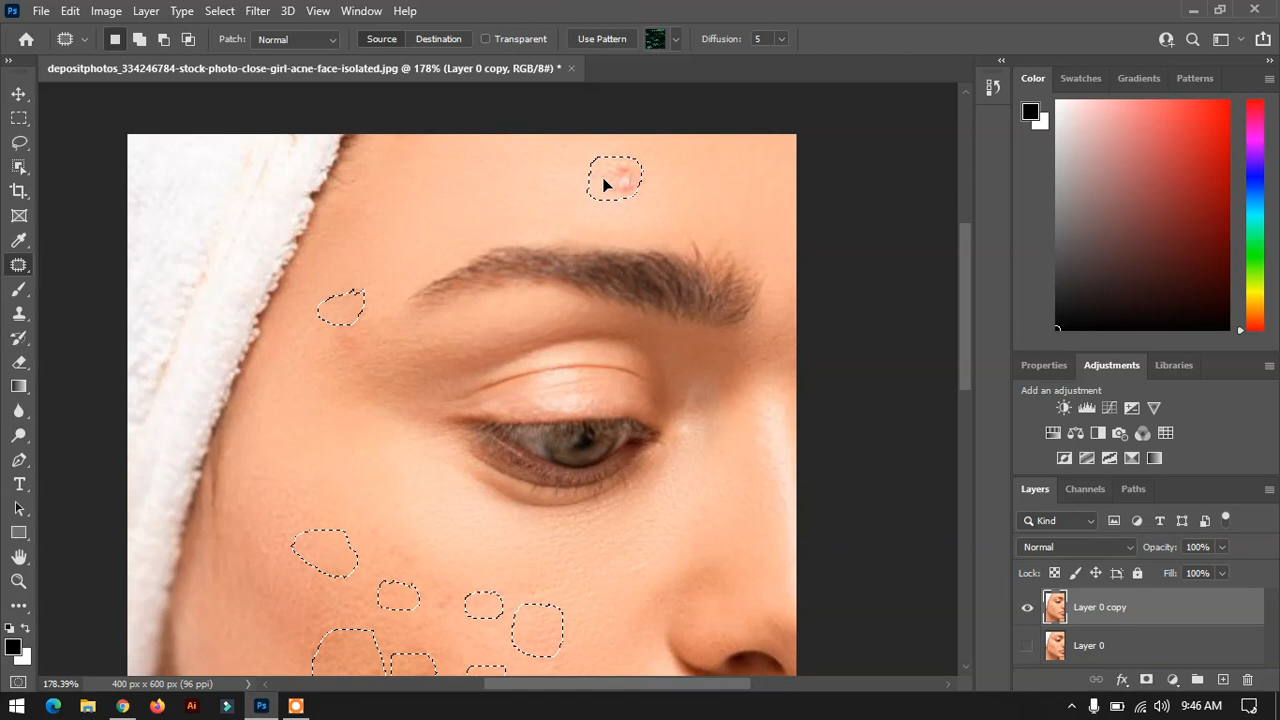 Ps File Edit Image Layer Type Select Filter 3D View Window Help
Patch: Normal Source Destination Transparent Use Pattern Diffusion: 5
depositphotos_334246784-stock-photo-close-girl-acne-face-isolated.jpg @ 178% (Layer 0 copy, RGB/8#) *
Color Swatches Gradients Patterns
Properties Adjustments Libraries
Add an adjustment
Layers Channels Paths
Kind
Normal Opacity: 100%
Lock: Fill: 100%
Layer 0 copy
Layer 0
178.39% 400 px x 600 px (96 ppi)
Ai Ps 9:46 AM